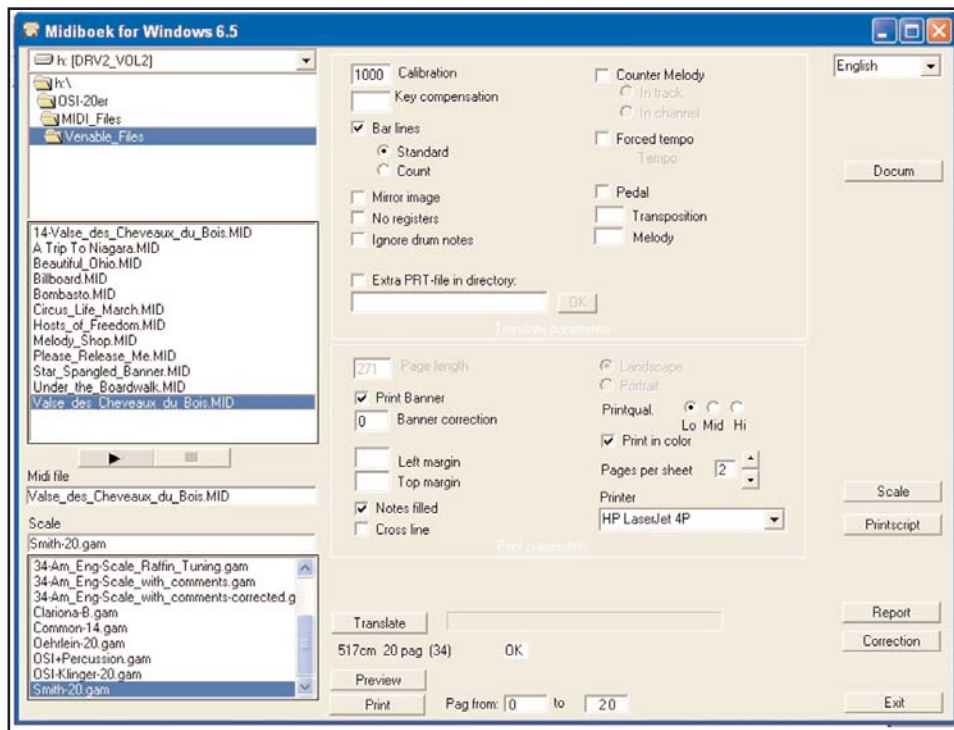 Midiboek for Windows 6.5
h: [DRV2_VOL2]
h:\
OSI-20er
MIDI_Files
Venable_Files
14-Valse_des_Cheveaux_du_Bois.MID
A Trip To Niagara.MID
Beautiful_Ohio.MID
Billboard.MID
Bombasto.MID
Circus_Life_March.MID
Hosts_of_Freedom.MID
Melody_Shop.MID
Please_Release_Me.MID
Star_Spangled_Banner.MID
Under_the_Boardwalk.MID
Valse_des_Cheveaux_du_Bois.MID
Midi file
Valse_des_Cheveaux_du_Bois.MID
Scale
Smith-20.gam
34-Am_Eng-Scale_Raffin_Tuning.gam
34-Am_Eng-Scale_with_comments.gam
34-Am_Eng-Scale_with_comments-corrected.g
Clariona-B.gam
Common-14.gam
Oehrlein-20.gam
OSI+Percussion.gam
OSI-Klinger-20.gam
Smith-20.gam
1000 Calibration
Key compensation
Bar lines
Standard
Count
Mirror image
No registers
Ignore drum notes
Extra PRT-file in directory:
OK
Counter Melody
In track
In channel
Forced tempo
Tempo
Pedal
Transposition
Melody
Translate parameters
271 Page length
Print Banner
0 Banner correction
Left margin
Top margin
Notes filled
Cross line
Landscape
Portrait
Printqual.
Lo Mid Hi
Print in color
Pages per sheet 2
Printer
HP LaserJet 4P
Print parameters
Translate
517cm 20 pag (34) OK
Preview
Print Pag from: 0 to 20
English
Docum
Scale
Printscript
Report
Correction
Exit